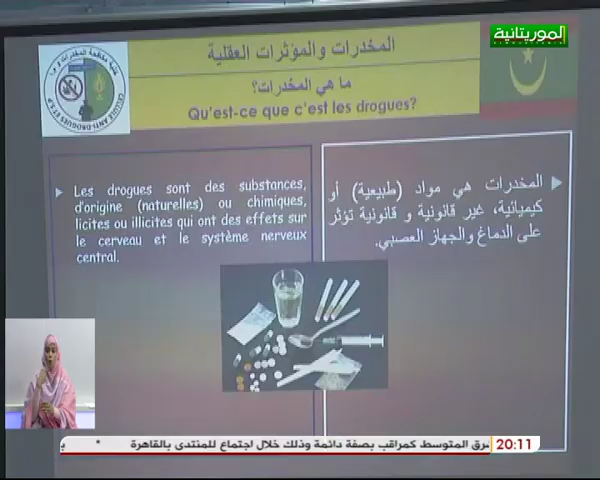 الموريتانية
المخدرات والمؤثرات العقلية
ما هي المخدرات؟
Qu'est-ce que c'est les drogues?
Les drogues sont des substances,
d'origine (naturelles) ou chimiques,
licites ou illicites qui ont des effets sur
le cerveau et le système nerveux
central.
المخدرات هي مواد (طبيعية) أو
كيميائية، غير قانونية و قانونية تؤثر
على الدماغ والجهاز العصبي.
سرق المتوسط كمراقب بصفة دائمة وذلك خلال اجتماع للمنتدى بالقاهرة
20:11